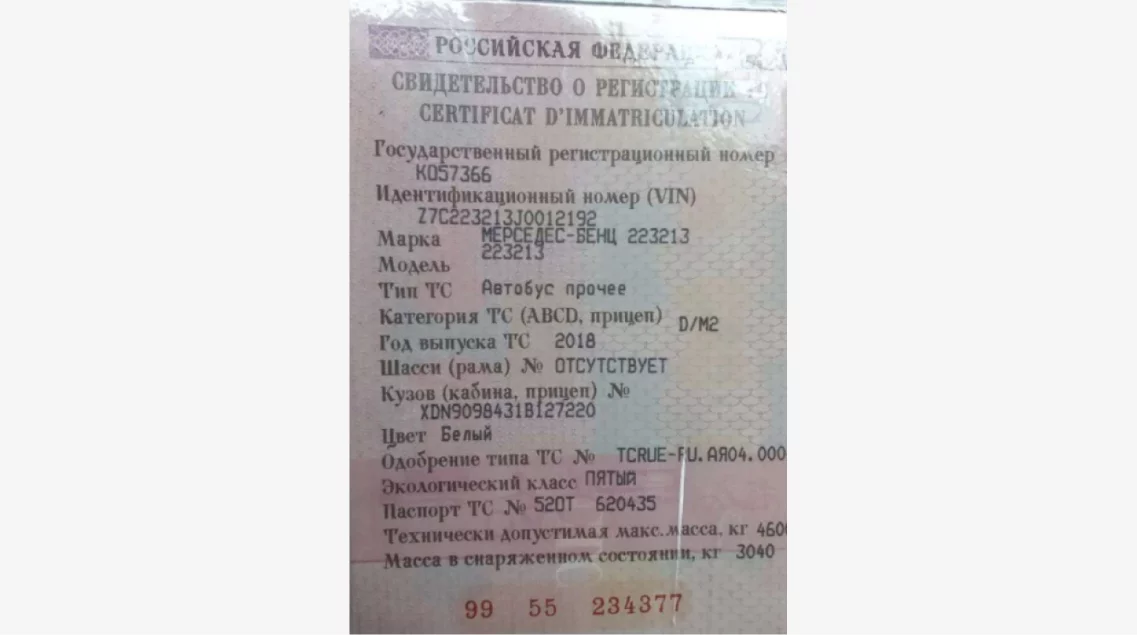 РОССИЙСКАЯ ФЕДЕРАЦ
СВИДЕТЕЛЬСТВО О РЕГИСТРАЦИИ
CERTIFICAT D'IMMATRICULATION
Государственный регистрационный номер
К057366
Идентификационный номер (VIN)
Z7C223213J0012192
Марка МЕРСЕДЕС-БЕНЦ 223213
Модель 223213
Тип ТС Автобус прочее
Категория ТС (ABCD, прицеп) D/M2
Год выпуска ТС 2018
Шасси (рама) № ОТСУТСТВУЕТ
Кузов (кабина, прицеп) №
XDN9098431B127220
Цвет Белый
Одобрение типа ТС № TCRUE-FU.АЯ04.000
Экологический класс ПЯТЫЙ
Паспорт ТС № 52ОТ 620435
Технически допустимая макс.масса, кг 460
Масса в снаряженном состоянии, кг 3040
99 55 234377